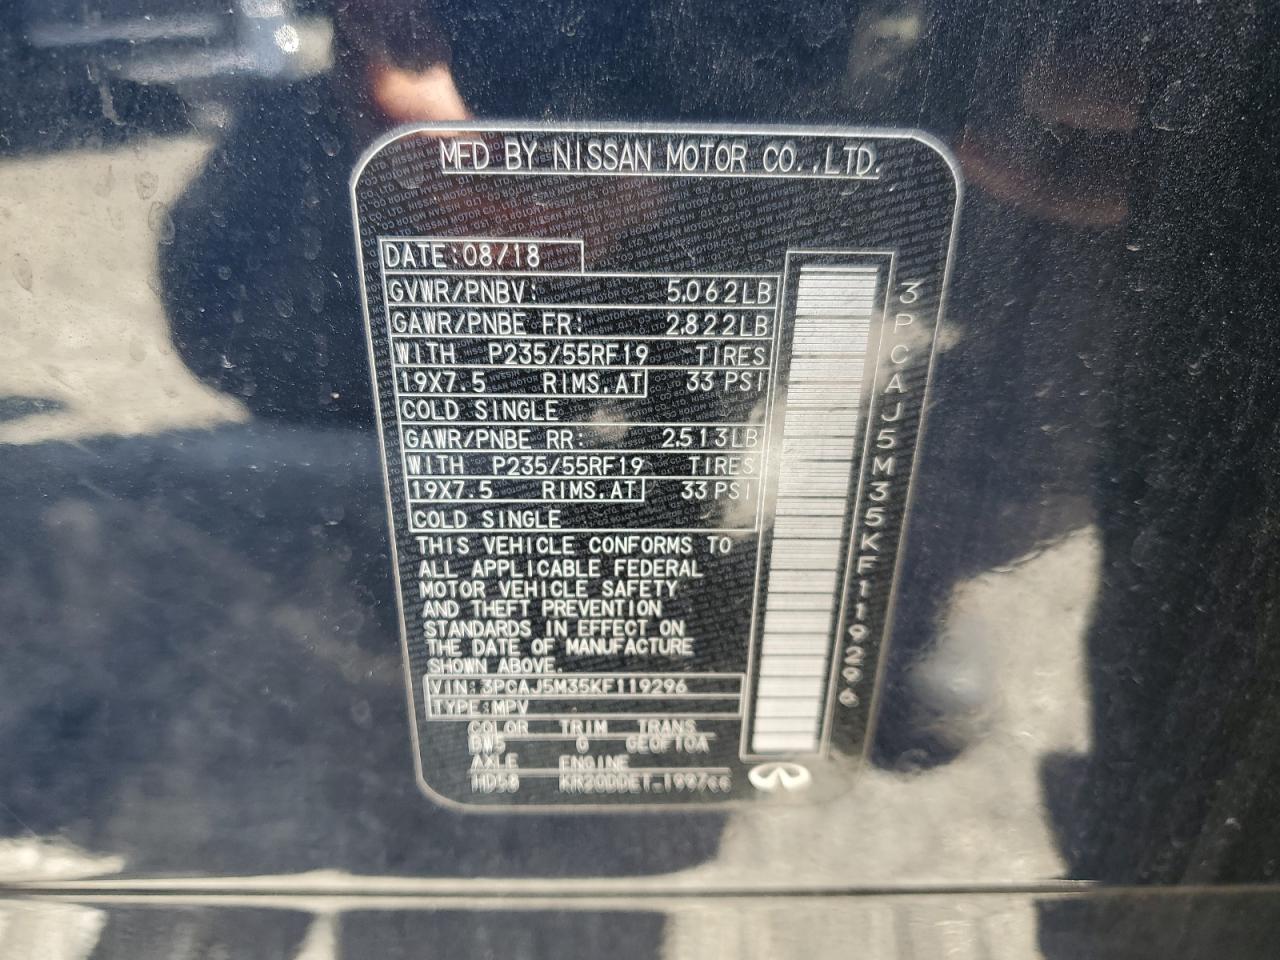 MFD BY NISSAN MOTOR CO.,LTD.
DATE:08/18
GVWR/PNBV: 5.062LB
GAWR/PNBE FR: 2.822LB
WITH P235/55RF19 TIRES
19X7.5 RIMS,AT 33 PSI
COLD SINGLE
GAWR/PNBE RR: 2.513LB
WITH P235/55RF19 TIRES
19X7.5 RIMS,AT 33 PSI
COLD SINGLE
THIS VEHICLE CONFORMS TO
ALL APPLICABLE FEDERAL
MOTOR VEHICLE SAFETY
AND THEFT PREVENTION
STANDARDS IN EFFECT ON
THE DATE OF MANUFACTURE
SHOWN ABOVE.
VIN:3PCAJ5M35KF119296
TYPE:MPV
COLOR TRIM TRANS
BW5 G GE0F10A
AXLE ENGINE
HD50 KR20DDET-1997cc
3PCAJ5M35KF119296